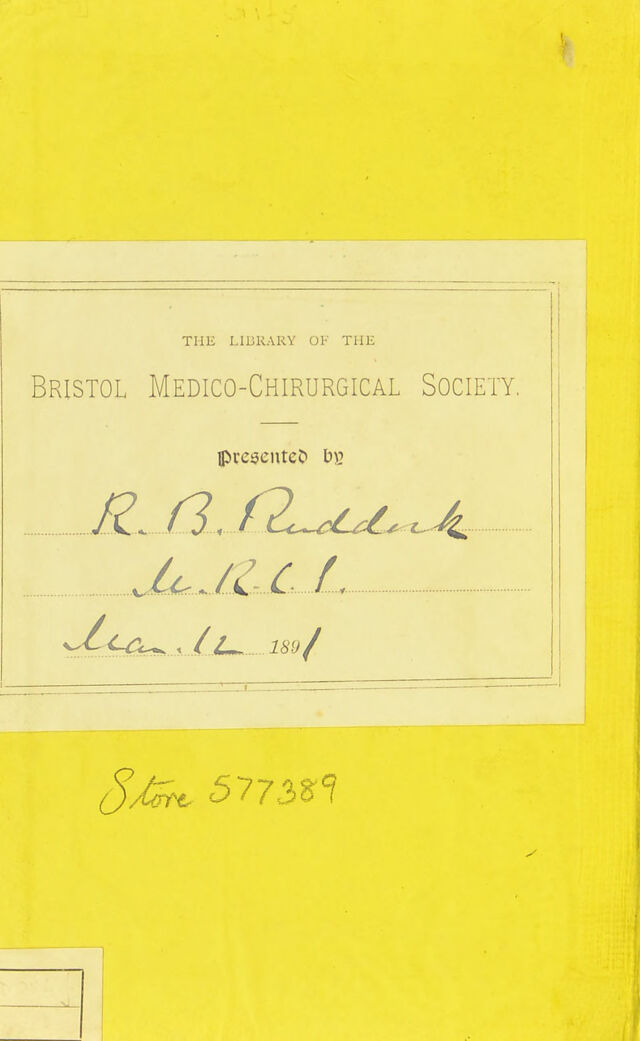 THE LIBRARY OF THE
BRISTOL MEDICO-CHIRURGICAL SOCIETY.
Presented by
R. B. Ruddock
M.R.C.S.
Mar. 12 1891
Store 577389